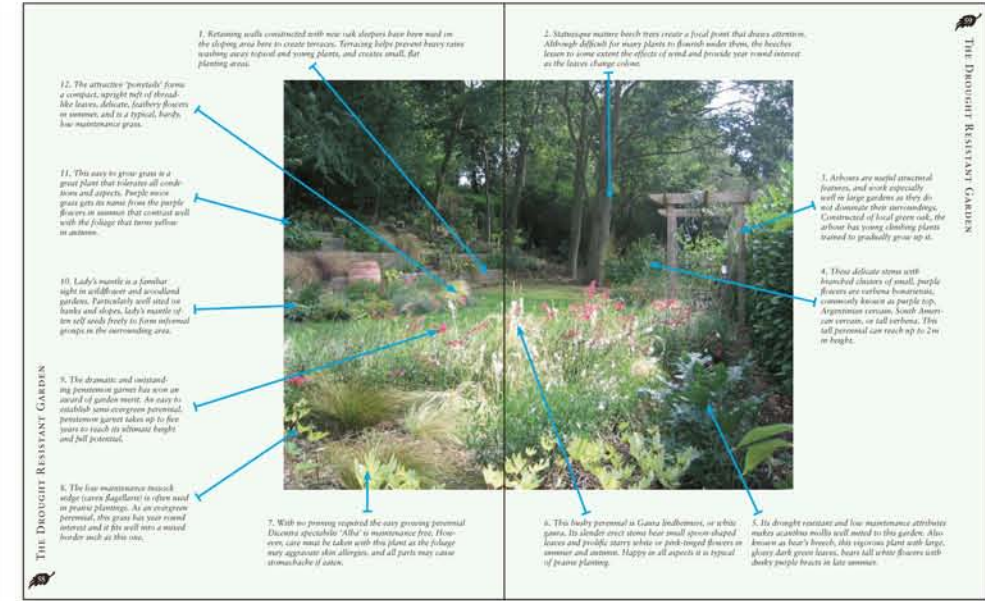 1. Retaining walls constructed with new oak sleepers have been used on
the sloping area here to create terraces. Terracing helps prevent heavy rains
washing away topsoil and young plants, and creates small, flat
planting areas.
2. Statuesque mature beech trees create a focal point that draws attention.
Although difficult for many plants to flourish under them, the beeches
lessen to some extent the effects of wind and provide year round interest
as the leaves change colour.
12. The attractive 'ponytails' forms
a compact, upright tuft of thread-
like leaves, delicate, feathery flowers
in summer, and is a typical, hardy,
low maintenance grass.
11. This easy to grow grass is a
great plant that tolerates all condi-
tions and aspects. Purple moor
grass gets its name from the purple
flowers in summer that contrast well
with the foliage that turns yellow
in autumn.
10. Lady's mantle is a familiar
sight in wildflower and woodland
gardens. Particularly well sited on
banks and slopes, lady's mantle of-
ten self seeds freely to form informal
groups in the surrounding area.
9. The dramatic and outstand-
ing penstemon garnet has won an
award of garden merit. An easy to
establish semi-evergreen perennial,
penstemon garnet takes up to five
years to reach its ultimate height
and full potential.
8. The low-maintenance tussock
sedge (carex flagellifera) is often used
in prairie plantings. As an evergreen
perennial, this grass has year round
interest and it fits well into a mixed
border such as this one.
7. With no pruning required the easy growing perennial
Dicentra spectabile 'Alba' is maintenance free. How-
ever, care must be taken with this plant as the foliage
may aggravate skin allergies, and all parts may cause
stomachache if eaten.
3. Arbours are useful structural
features, and work especially
well in large gardens as they do
not dominate their surroundings.
Constructed of local green oak, the
arbour has young climbing plants
trained to gradually grow up it.
4. These delicate stems with
branched clusters of small, purple
flowers are verbena bonariensis,
commonly known as purple top,
Argentinian vervain, South Ameri-
can vervain, or tall verbena. This
tall perennial can reach up to 2m
in height.
6. This bushy perennial is Gaura lindheimeri, or white
gaura. Its slender erect stems bear small spoon-shaped
leaves and prolific starry white or pink-tinged flowers in
summer and autumn. Happy in all aspects it is typical
of prairie planting.
5. Its drought resistant and low maintenance attributes
makes acanthus mollis well suited to this garden. Also
known as bear's breech, this vigorous plant with large,
glossy dark green leaves, bears tall white flowers with
dusky purple bracts in late summer.
The Drought Resistant Garden
98
99
The Drought Resistant Garden